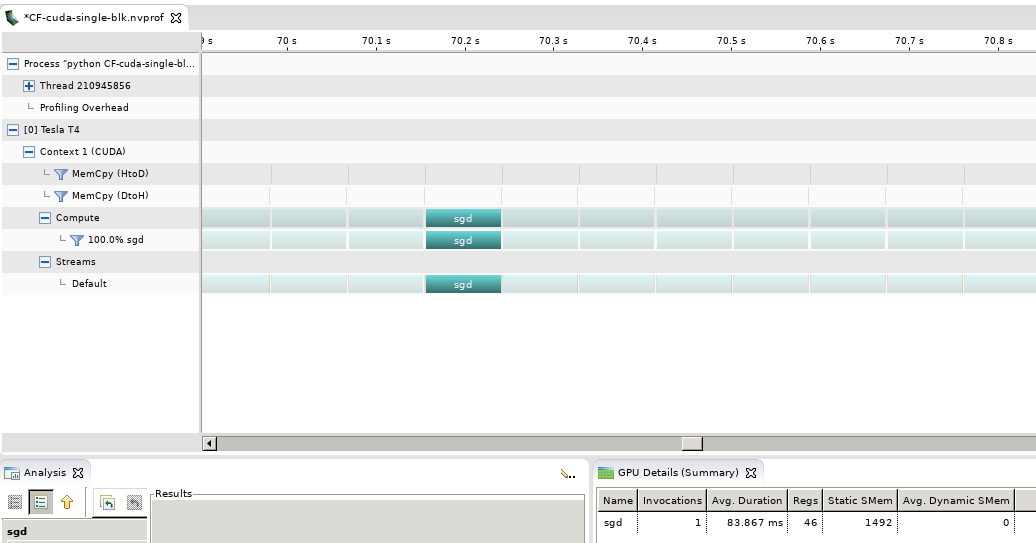 *CF-cuda-single-blk.nvprof
70 s 70.1 s 70.2 s 70.3 s 70.4 s 70.5 s 70.6 s 70.7 s 70.8 s
Process "python CF-cuda-single-bl...
Thread 210945856
Profiling Overhead
[0] Tesla T4
Context 1 (CUDA)
MemCpy (HtoD)
MemCpy (DtoH)
Compute sgd
100.0% sgd sgd
Streams
Default sgd
Analysis
GPU Details (Summary)
Results
Name Invocations Avg. Duration Regs Static SMem Avg. Dynamic SMem
sgd 1 83.867 ms 46 1492 0
sgd